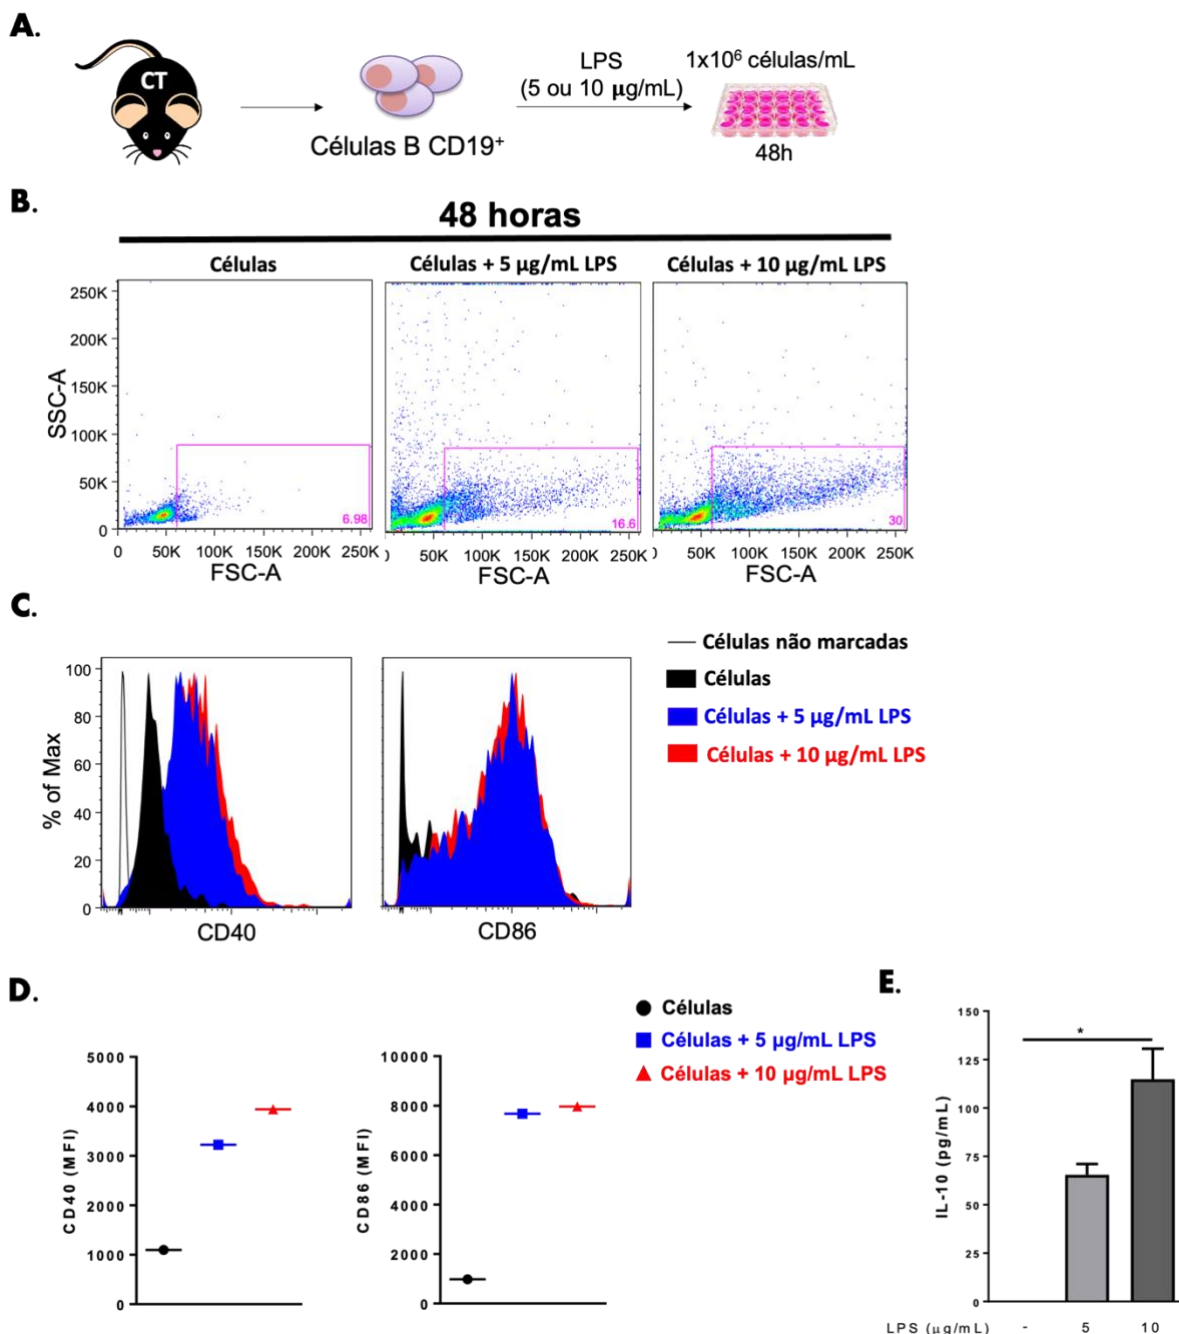 A.
CT
Células B CD19⁺
LPS
(5 ou 10 µg/mL)
1x10⁶ células/mL
48h
B.
48 horas
Células
Células + 5 µg/mL LPS
Células + 10 µg/mL LPS
SSC-A
250K
200K
150K
100K
50K
0
6.98
16.6
30
0 50K 100K 150K 200K 250K
50K 100K 150K 200K 250K
50K 100K 150K 200K 250K
FSC-A
FSC-A
FSC-A
C.
% of Max
100
80
60
40
20
0
CD40
CD86
Células não marcadas
Células
Células + 5 µg/mL LPS
Células + 10 µg/mL LPS
D.
CD40 (MFI)
5000
4000
3000
2000
1000
0
CD86 (MFI)
10000
8000
6000
4000
2000
0
Células
Células + 5 µg/mL LPS
Células + 10 µg/mL LPS
E.
IL-10 (pg/mL)
150
125
100
75
50
25
0
*
LPS (µg/mL) - 5 10